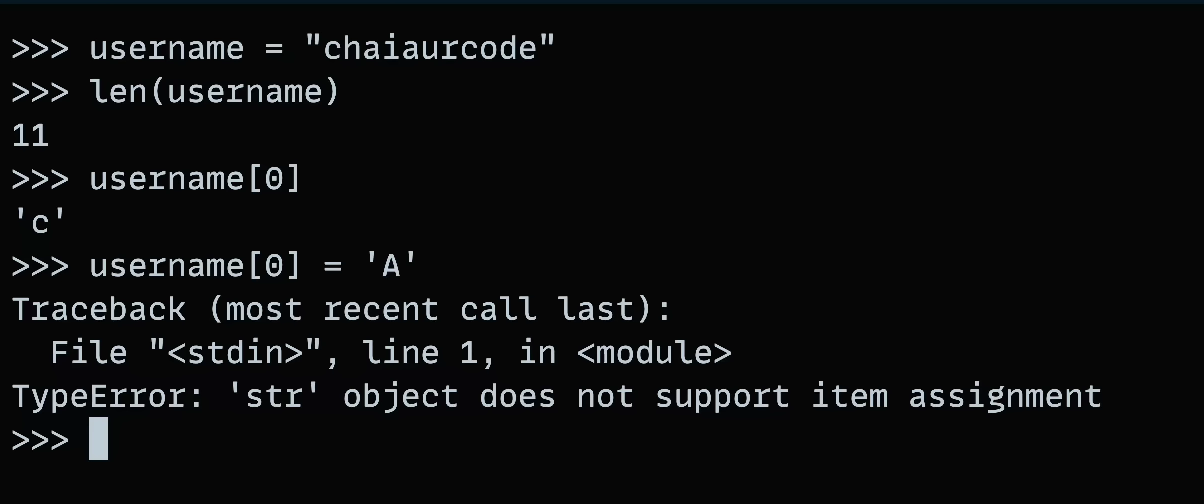 >>> username = "chaiaurcode"
>>> len(username)
11
>>> username[0]
'c'
>>> username[0] = 'A'
Traceback (most recent call last):
  File "<stdin>", line 1, in <module>
TypeError: 'str' object does not support item assignment
>>>